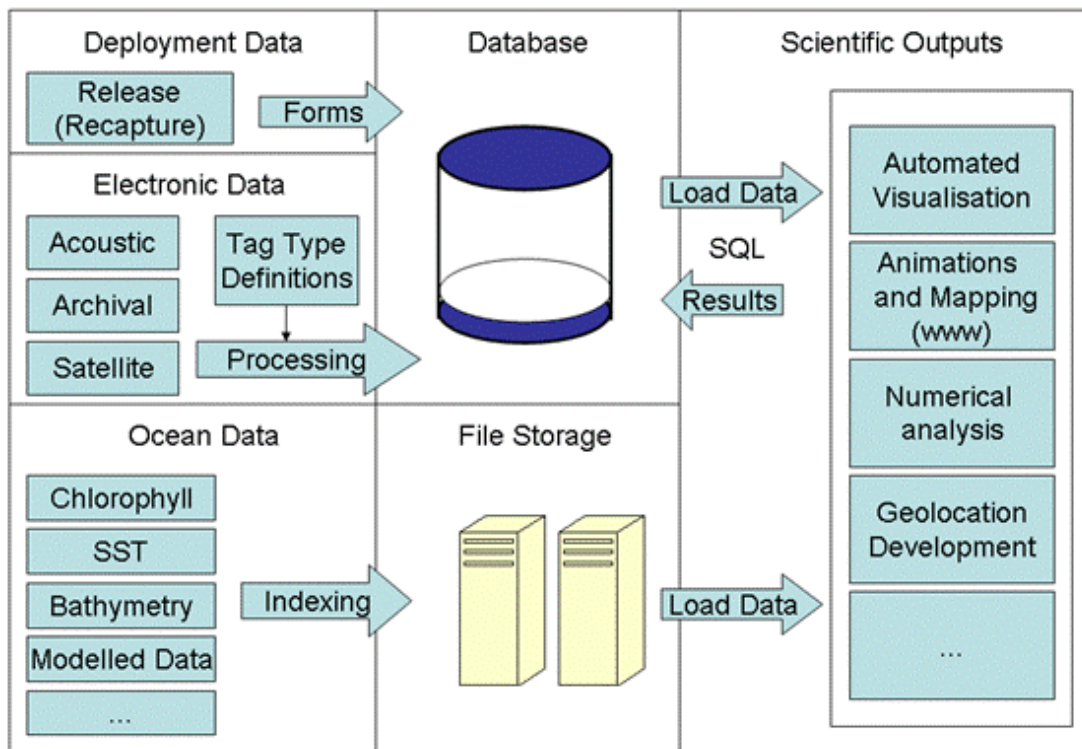 Deployment Data
Release
(Recapture)
Forms
Electronic Data
Acoustic
Archival
Satellite
Tag Type
Definitions
Processing
Ocean Data
Chlorophyll
SST
Bathymetry
Modelled Data
...
Indexing
Database
File Storage
Load Data
SQL
Results
Load Data
Scientific Outputs
Automated
Visualisation
Animations
and Mapping
(www)
Numerical
analysis
Geolocation
Development
...